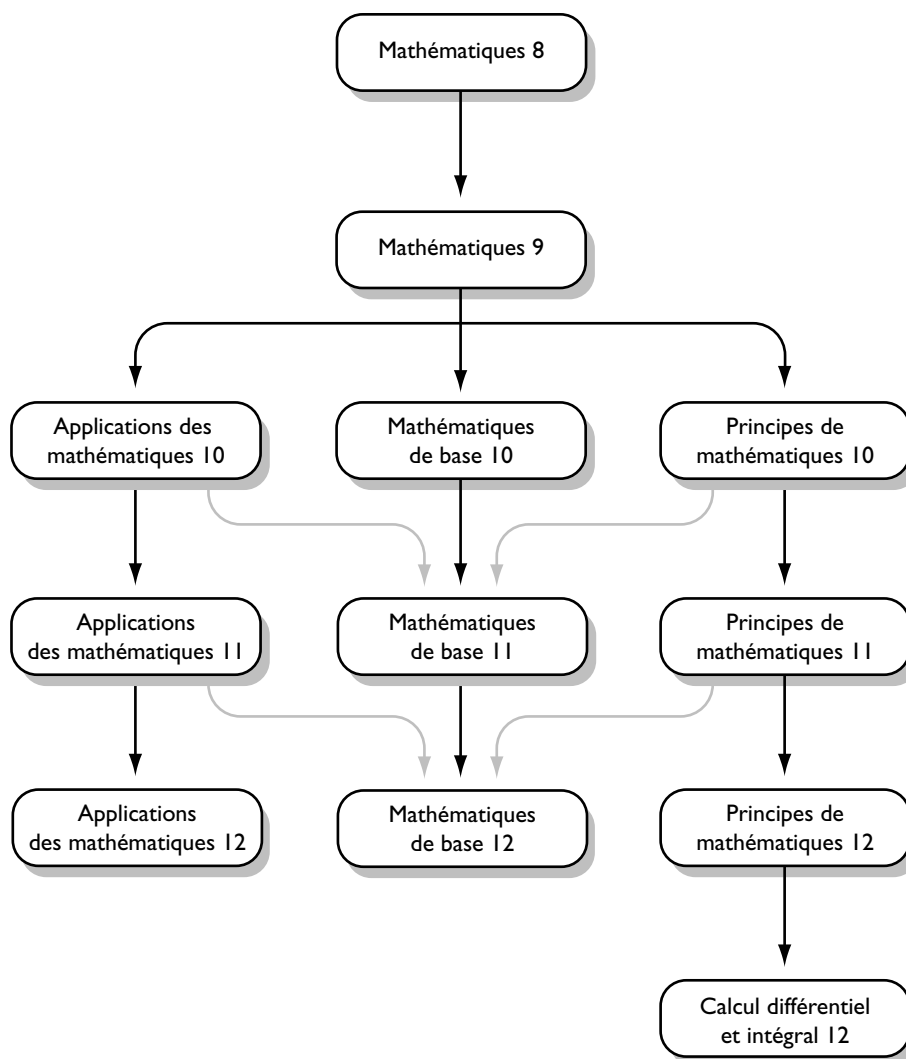 Mathématiques 8
Mathématiques 9
Applications des
mathématiques 10
Mathématiques
de base 10
Principes de
mathématiques 10
Applications
des mathématiques 11
Mathématiques
de base 11
Principes de
mathématiques 11
Applications
des mathématiques 12
Mathématiques
de base 12
Principes de
mathématiques 12
Calcul différentiel
et intégral 12